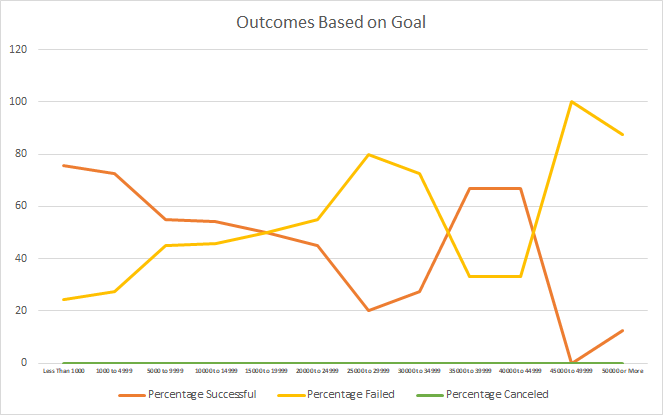 Outcomes Based on Goal
120
100
80
60
40
20
0
Less Than 1000 1000 to 4999 5000 to 9999 10000 to 14999 15000 to 19999 20000 to 24999 25000 to 29999 30000 to 34999 35000 to 39999 40000 to 44999 45000 to 49999 50000 or More
Percentage Successful Percentage Failed Percentage Canceled